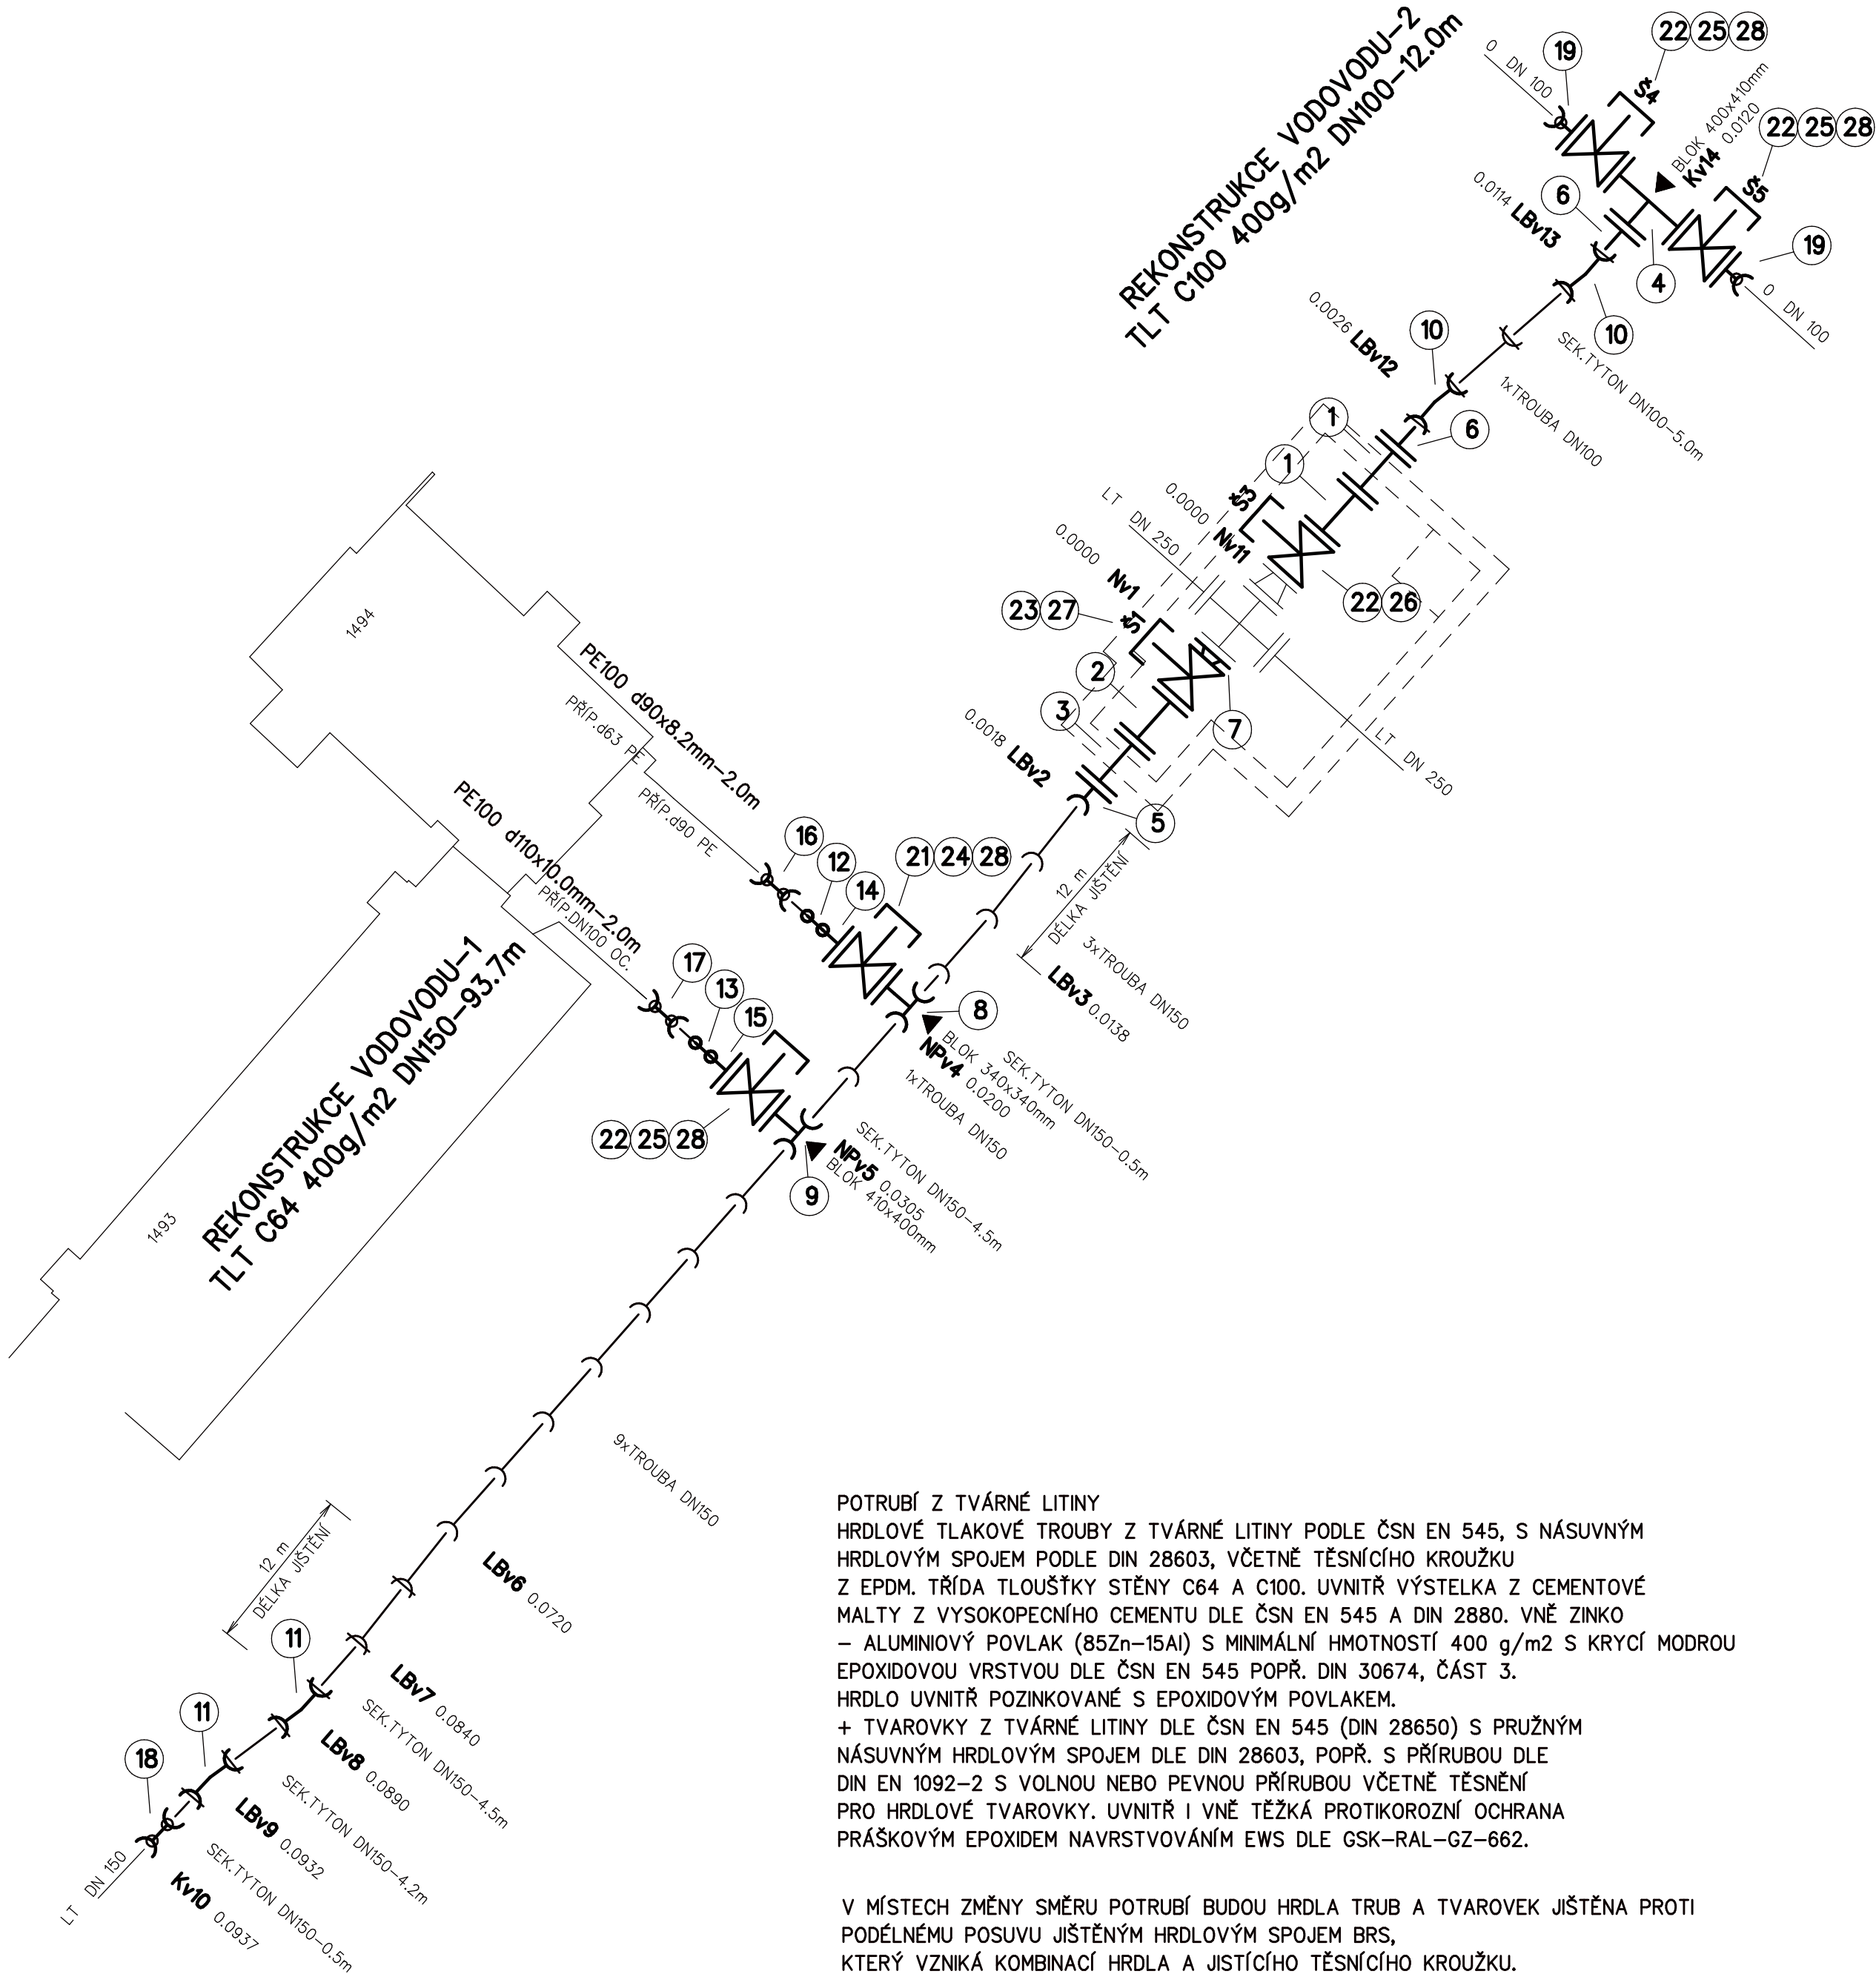 REKONSTRUKCE VODOVODU-2
TLT C100 400g/m2 DN100-12.0m
0 DN 100
19
22 25 28
Š4
BLOK 400x410mm
Kv14 0.0120
22 25 28
Š5
6
0.0114 LBv13
19
4
0 DN 100
10
SEK.TYTON DN100-5.0m
0.0026 LBv12
10
1xTROUBA DN100
1
6
1
Š3
LT DN 250
0.0000 Nv11
22 26
0.0000 Nv1
23 27
Š1
2
3
7
LT DN 250
0.0018 LBv2
5
12 m
DÉLKA JIŠTĚNÍ
3xTROUBA DN150
LBv3 0.0138
1494
PE100 d90x8.2mm-2.0m
PŘÍP.d63 PE
PŘÍP.d90 PE
16
12
14
21 24 28
PE100 d110x10.0mm-2.0m
PŘÍP.DN100 OC.
17
13
15
8
SEK.TYTON DN150-0.5m
BLOK 340x340mm
NPv4 0.0200
1xTROUBA DN150
22 25 28
SEK.TYTON DN150-4.5m
NPv5 0.0305
BLOK 410x400mm
9
REKONSTRUKCE VODOVODU-1
TLT C64 400g/m2 DN150-93.7m
1493
9xTROUBA DN150
LBv6 0.0720
12 m
DÉLKA JIŠTĚNÍ
11
LBv7 0.0840
SEK.TYTON DN150-4.5m
11
LBv8 0.0890
SEK.TYTON DN150-4.2m
18
LBv9 0.0932
SEK.TYTON DN150-0.5m
LT DN 150
Kv10 0.0937
POTRUBÍ Z TVÁRNÉ LITINY
HRDLOVÉ TLAKOVÉ TROUBY Z TVÁRNÉ LITINY PODLE ČSN EN 545, S NÁSUVNÝM
HRDLOVÝM SPOJEM PODLE DIN 28603, VČETNĚ TĚSNÍCÍHO KROUŽKU
Z EPDM. TŘÍDA TLOUŠŤKY STĚNY C64 A C100. UVNITŘ VÝSTELKA Z CEMENTOVÉ
MALTY Z VYSOKOPECNÍHO CEMENTU DLE ČSN EN 545 A DIN 2880. VNĚ ZINKO
- ALUMINIOVÝ POVLAK (85Zn-15Al) S MINIMÁLNÍ HMOTNOSTÍ 400 g/m2 S KRYCÍ MODROU
EPOXIDOVOU VRSTVOU DLE ČSN EN 545 POPŘ. DIN 30674, ČÁST 3.
HRDLO UVNITŘ POZINKOVANÉ S EPOXIDOVÝM POVLAKEM.
+ TVAROVKY Z TVÁRNÉ LITINY DLE ČSN EN 545 (DIN 28650) S PRUŽNÝM
NÁSUVNÝM HRDLOVÝM SPOJEM DLE DIN 28603, POPŘ. S PŘÍRUBOU DLE
DIN EN 1092-2 S VOLNOU NEBO PEVNOU PŘÍRUBOU VČETNĚ TĚSNĚNÍ
PRO HRDLOVÉ TVAROVKY. UVNITŘ I VNĚ TĚŽKÁ PROTIKOROZNÍ OCHRANA
PRÁŠKOVÝM EPOXIDEM NAVRSTVOVÁNÍM EWS DLE GSK-RAL-GZ-662.
V MÍSTECH ZMĚNY SMĚRU POTRUBÍ BUDOU HRDLA TRUB A TVAROVEK JIŠTĚNA PROTI
PODÉLNÉMU POSUVU JIŠTĚNÝM HRDLOVÝM SPOJEM BRS,
KTERÝ VZNIKÁ KOMBINACÍ HRDLA A JISTÍCÍHO TĚSNÍCÍHO KROUŽKU.